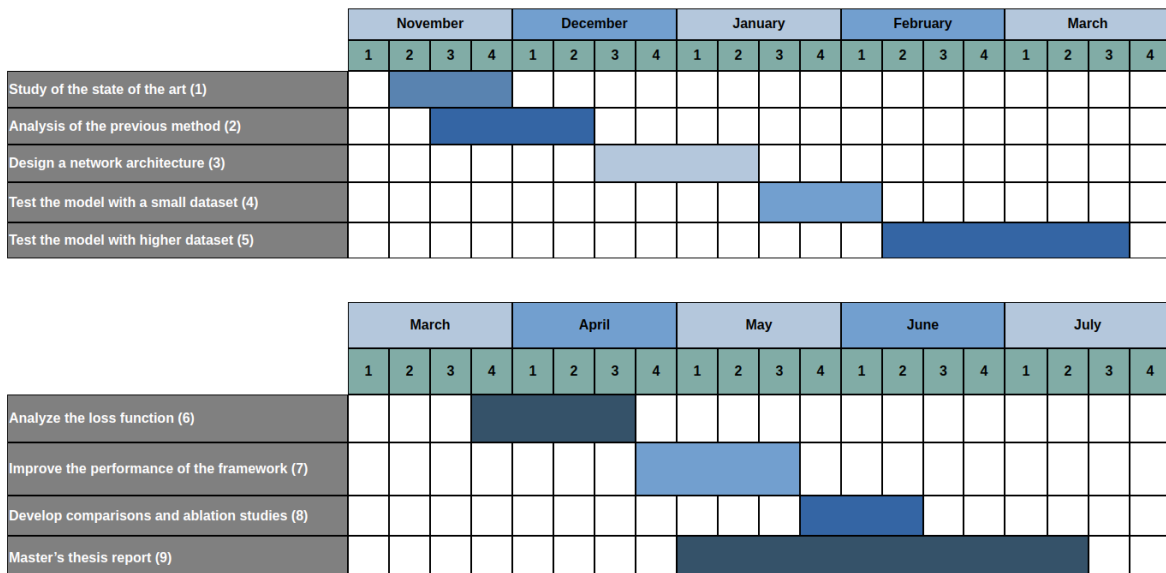 November December January February March
1 2 3 4 1 2 3 4 1 2 3 4 1 2 3 4 1 2 3 4
Study of the state of the art (1)
Analysis of the previous method (2)
Design a network architecture (3)
Test the model with a small dataset (4)
Test the model with higher dataset (5)
March April May June July
1 2 3 4 1 2 3 4 1 2 3 4 1 2 3 4 1 2 3 4
Analyze the loss function (6)
Improve the performance of the framework (7)
Develop comparisons and ablation studies (8)
Master’s thesis report (9)